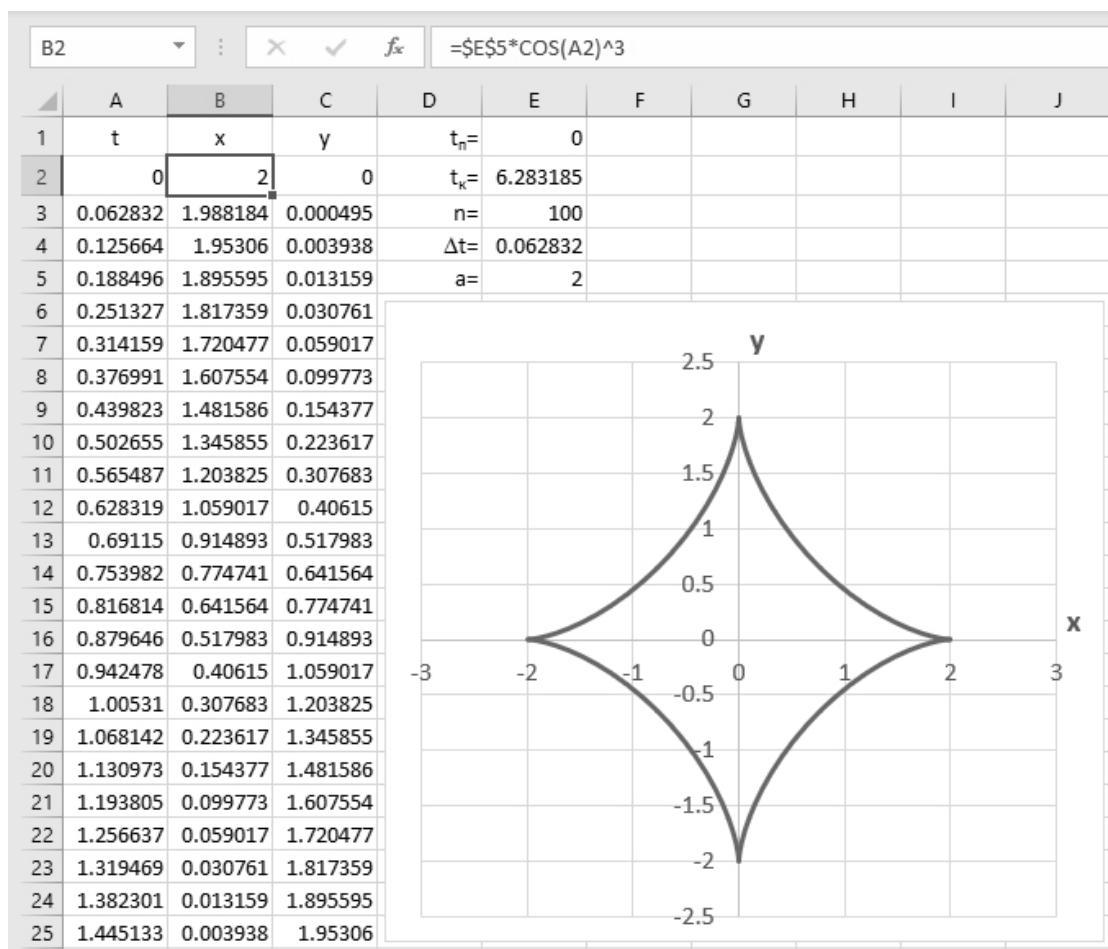 B2 fx =$E$5*COS(A2)^3
A B C D E F G H I J
1 t x y tп= 0
2 0 2 0 tк= 6.283185
3 0.062832 1.988184 0.000495 n= 100
4 0.125664 1.95306 0.003938 Δt= 0.062832
5 0.188496 1.895595 0.013159 a= 2
6 0.251327 1.817359 0.030761
7 0.314159 1.720477 0.059017
8 0.376991 1.607554 0.099773
9 0.439823 1.481586 0.154377
10 0.502655 1.345855 0.223617
11 0.565487 1.203825 0.307683
12 0.628319 1.059017 0.40615
13 0.69115 0.914893 0.517983
14 0.753982 0.774741 0.641564
15 0.816814 0.641564 0.774741
16 0.879646 0.517983 0.914893
17 0.942478 0.40615 1.059017
18 1.00531 0.307683 1.203825
19 1.068142 0.223617 1.345855
20 1.130973 0.154377 1.481586
21 1.193805 0.099773 1.607554
22 1.256637 0.059017 1.720477
23 1.319469 0.030761 1.817359
24 1.382301 0.013159 1.895595
25 1.445133 0.003938 1.95306
y
2.5
2
1.5
1
0.5
0
x
-3 -2 -1 0 1 2 3
-0.5
-1
-1.5
-2
-2.5